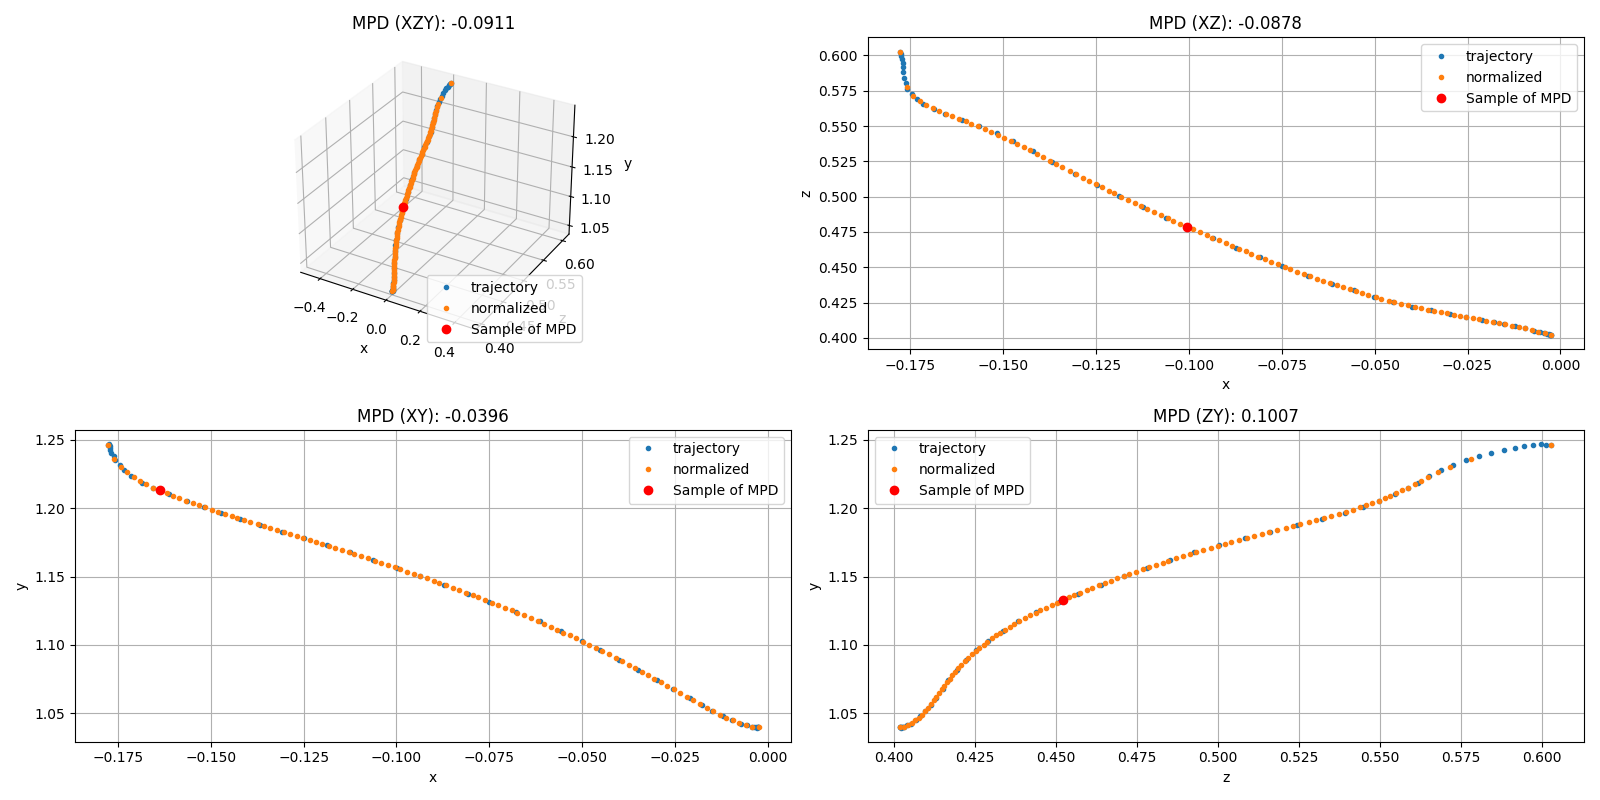 MPD (XZY): -0.0911
1.20
1.15
1.10
1.05
y
0.60
0.55
0.50
0.45
0.40
z
−0.4
−0.2
0.0
0.2
0.4
x
trajectory
normalized
Sample of MPD
MPD (XZ): -0.0878
0.600
0.575
0.550
0.525
0.500
0.475
0.450
0.425
0.400
z
−0.175
−0.150
−0.125
−0.100
−0.075
−0.050
−0.025
0.000
x
trajectory
normalized
Sample of MPD
MPD (XY): -0.0396
1.25
1.20
1.15
1.10
1.05
y
−0.175
−0.150
−0.125
−0.100
−0.075
−0.050
−0.025
0.000
x
trajectory
normalized
Sample of MPD
MPD (ZY): 0.1007
1.25
1.20
1.15
1.10
1.05
y
0.400
0.425
0.450
0.475
0.500
0.525
0.550
0.575
0.600
z
trajectory
normalized
Sample of MPD